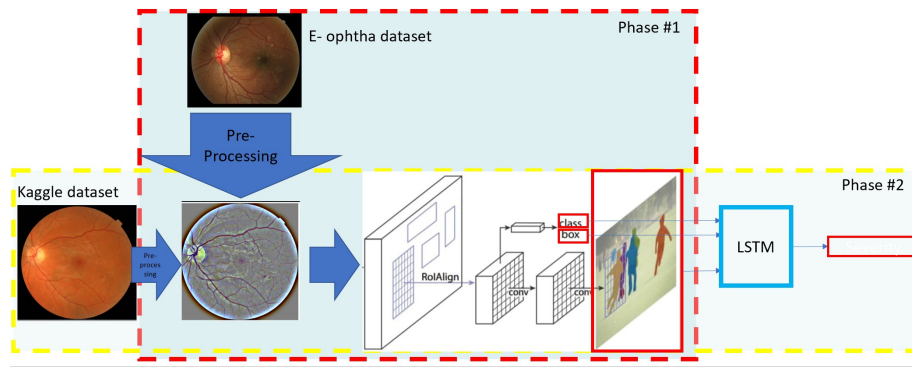 E- ophtha dataset
Phase #1
Pre-
Processing
Kaggle dataset
Phase #2
Pre-
proces
sing
class
box
RoIAlign
conv
conv
LSTM